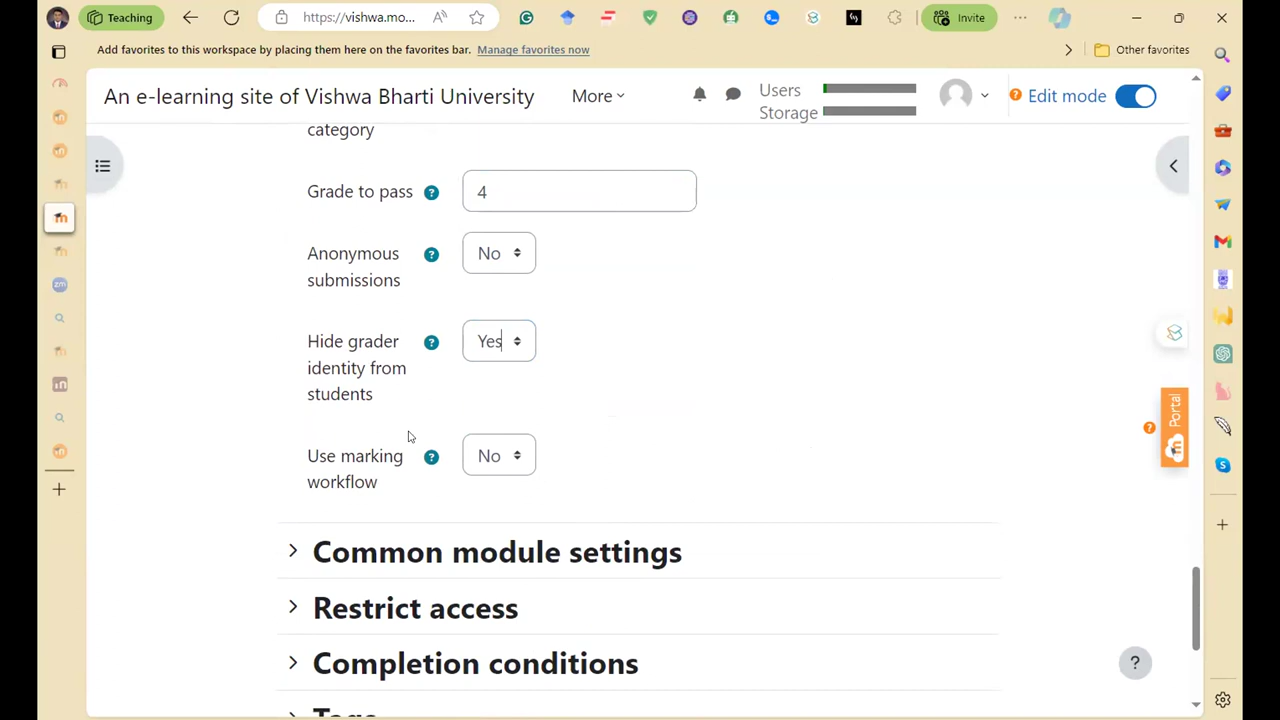 Teaching
https://vishwa.mo...
Invite
Add favorites to this workspace by placing them here on the favorites bar. Manage favorites now
Other favorites
An e-learning site of Vishwa Bharti University
More
Users
Storage
Edit mode
category
Grade to pass ? 4
Anonymous
submissions
? No
Hide grader
identity from
students
? Yes
Use marking
workflow
? No
Common module settings
Restrict access
Completion conditions
Portal
?
zm